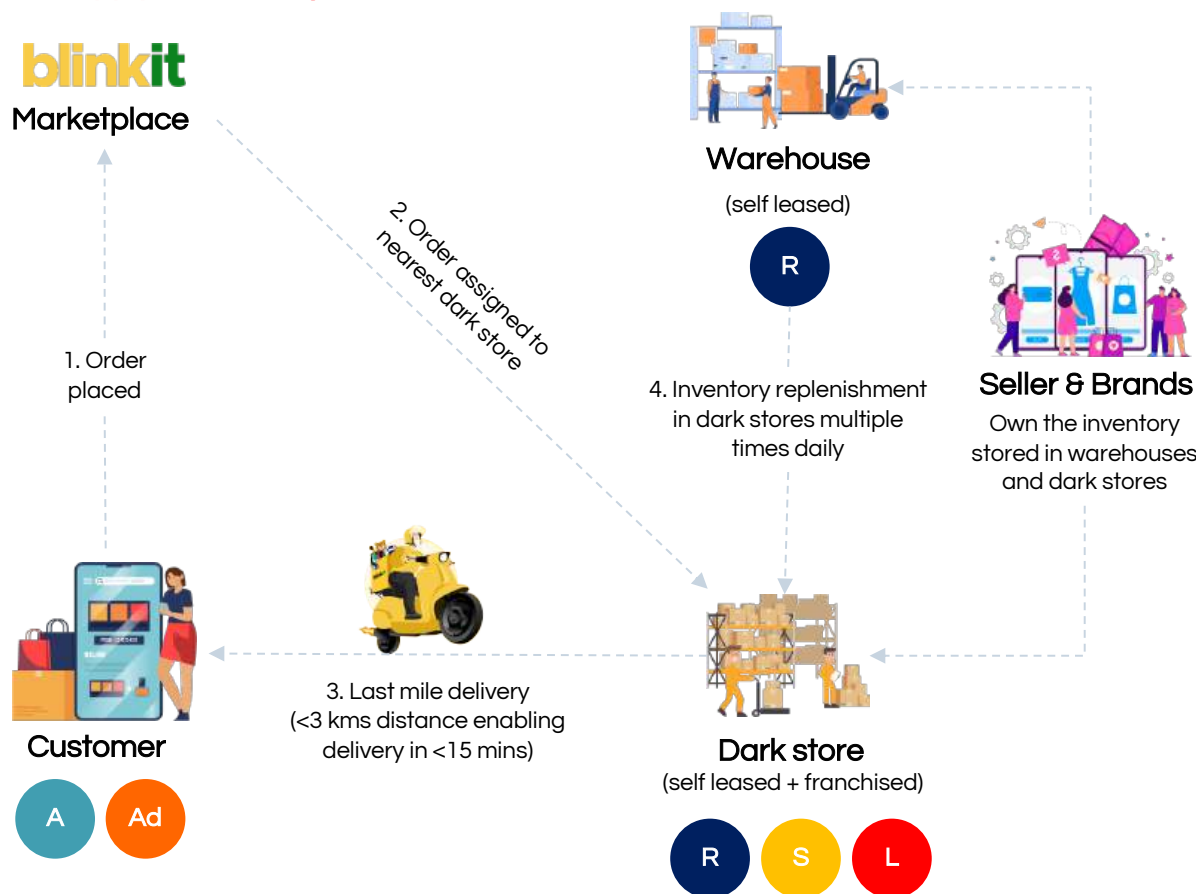 blinkit
Marketplace
1. Order
placed
2. Order assigned to
nearest dark store
Warehouse
(self leased)
R
4. Inventory replenishment
in dark stores multiple
times daily
Seller & Brands
Own the inventory
stored in warehouses
and dark stores
3. Last mile delivery
(<3 kms distance enabling
delivery in <15 mins)
Customer
A
Ad
Dark store
(self leased + franchised)
R
S
L